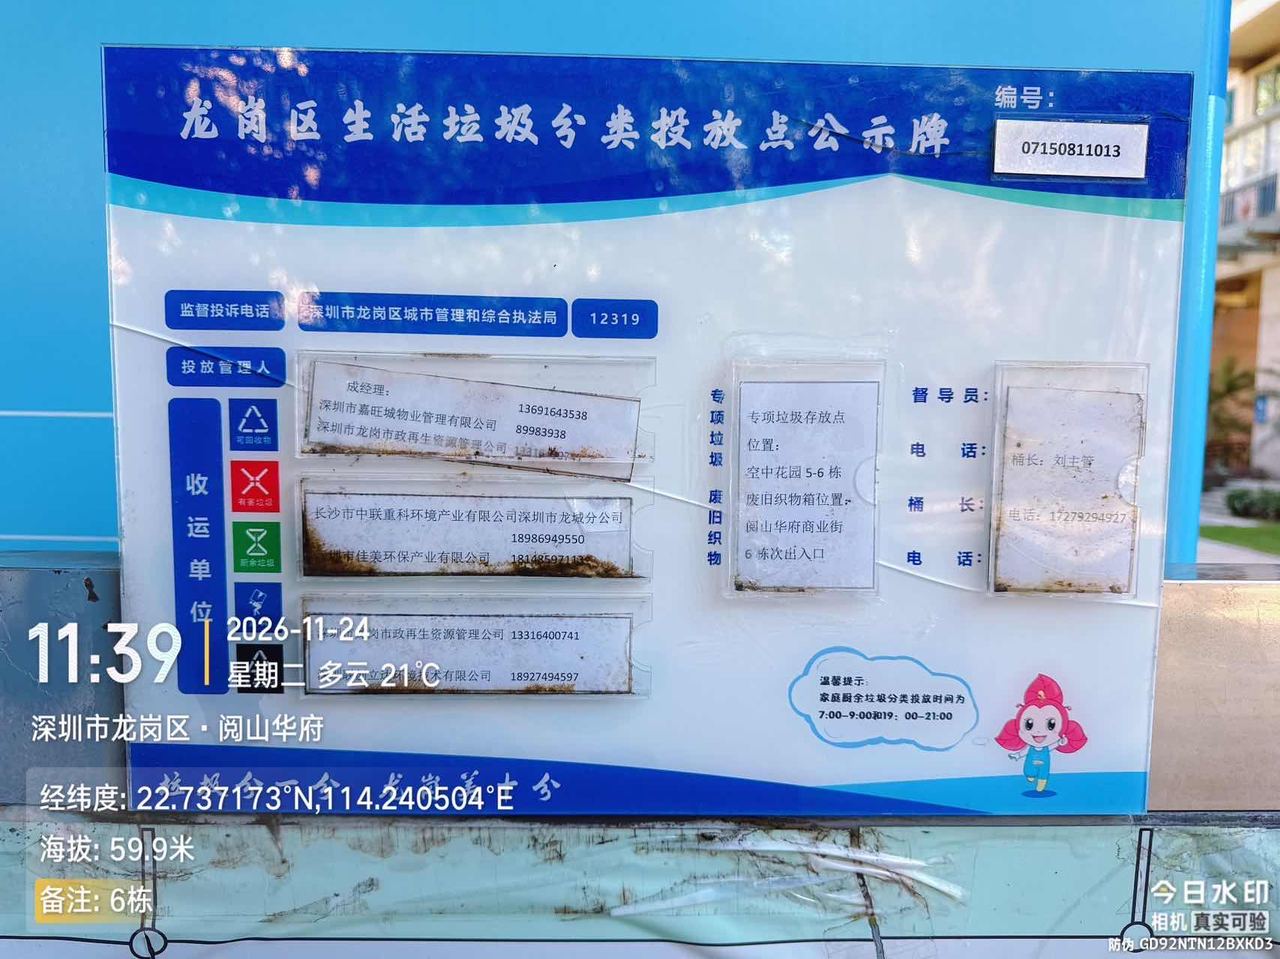 龙岗区生活垃圾分类投放点公示牌
编号：
07150811013
监督投诉电话 深圳市龙岗区城市管理和综合执法局 12319
投放管理人
成经理： 13691643538
深圳市嘉旺城物业管理有限公司 89983938
深圳市龙岗市政再生资源管理公司
收运单位
可回收物
有害垃圾
厨余垃圾
长沙市中联重科环境产业有限公司深圳市龙城分公司
18986949550
市佳美环保产业有限公司
岗市政再生资源管理公司 13316400741
技术有限公司 18927494597
专项垃圾 废旧织物
专项垃圾存放点
位置：
空中花园 5-6 栋
废旧织物箱位置：
阅山华府商业街
6 栋次出入口
督导员：
电话：
桶长：
电话：
桶长：刘主管
电话：17279294927
温馨提示：
家庭厨余垃圾分类投放时间为
7:00-9:00和19：00-21:00
垃圾分一分 龙岗美十分
11:39
2026-11-24
星期二 多云 21℃
深圳市龙岗区·阅山华府
经纬度: 22.737173°N,114.240504°E
海拔: 59.9米
备注: 6栋
今日水印
相机 真实可验
防伪 GD92NTN12BXKD3